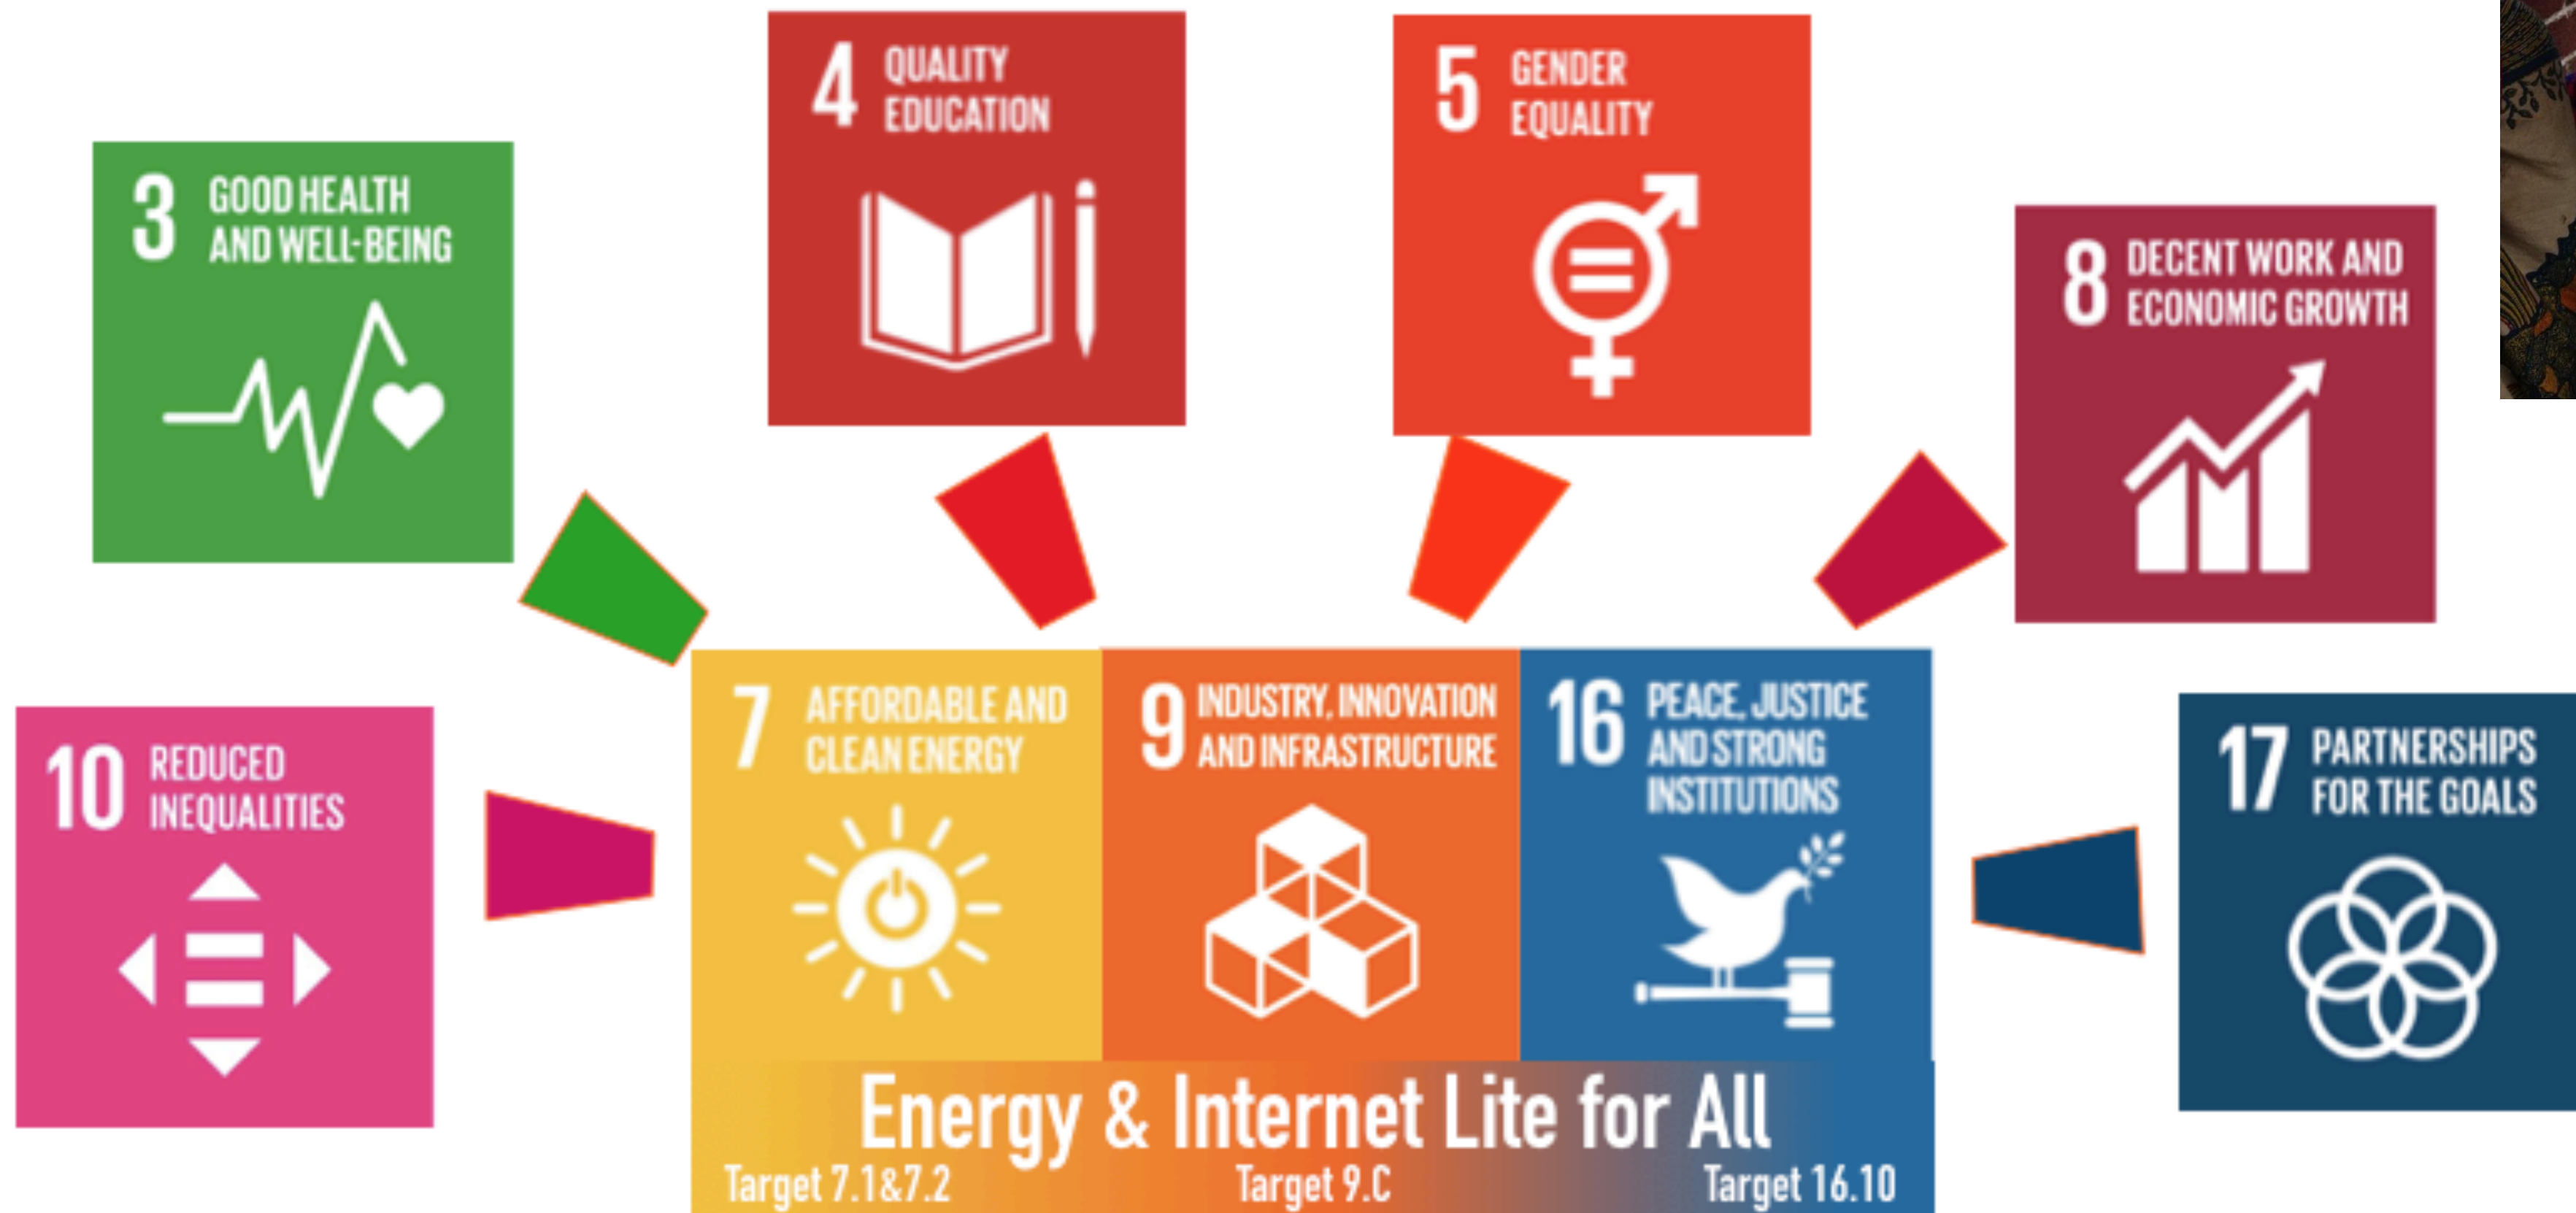 4 QUALITY
EDUCATION
5 GENDER
EQUALITY
3 GOOD HEALTH
AND WELL-BEING
8 DECENT WORK AND
ECONOMIC GROWTH
10 REDUCED
INEQUALITIES
7 AFFORDABLE AND
CLEAN ENERGY
9 INDUSTRY, INNOVATION
AND INFRASTRUCTURE
16 PEACE, JUSTICE
AND STRONG
INSTITUTIONS
17 PARTNERSHIPS
FOR THE GOALS
Energy & Internet Lite for All
Target 7.1&7.2
Target 9.C
Target 16.10